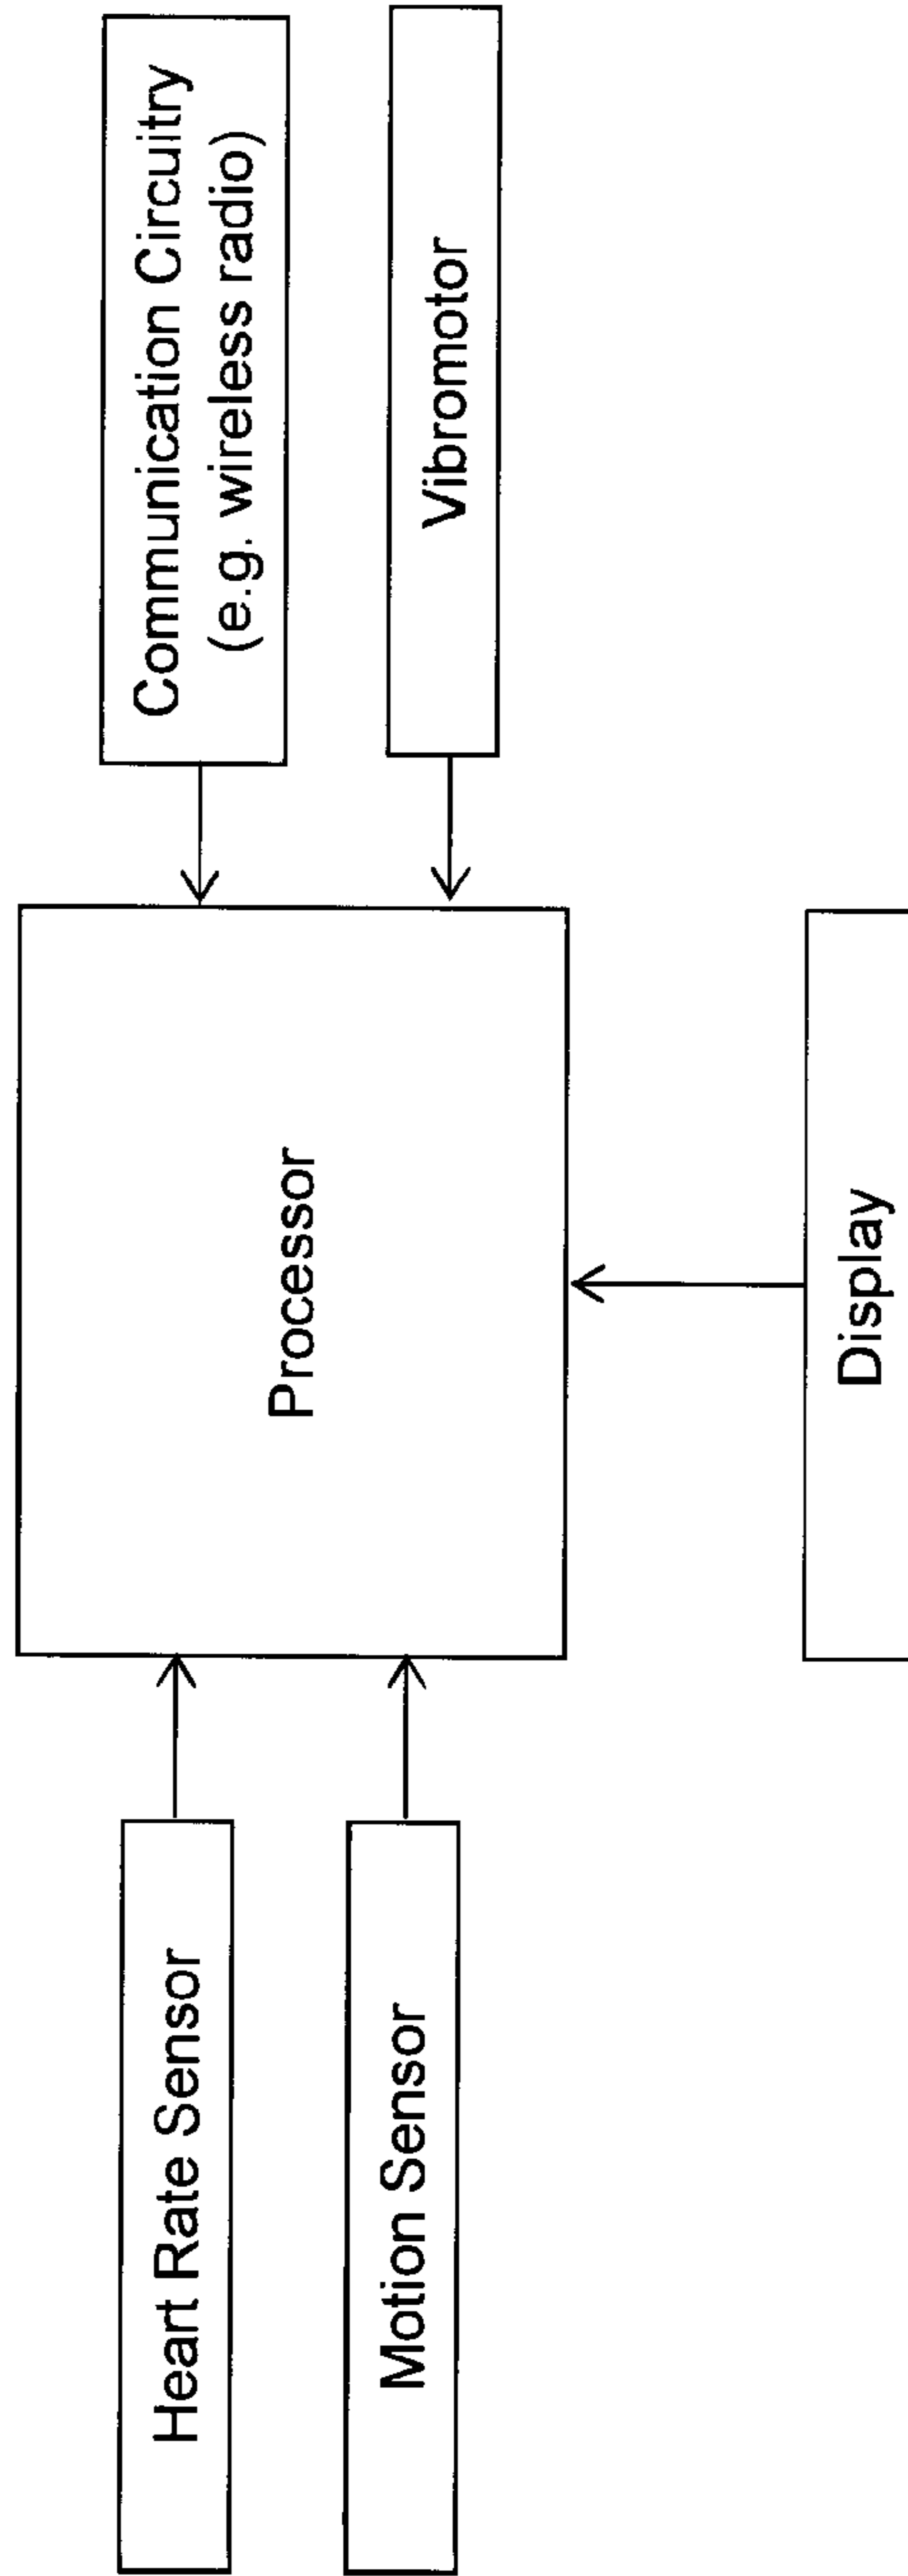 Heart Rate Sensor
Motion Sensor
Processor
Communication Circuitry
(e.g. wireless radio)
Vibromotor
Display